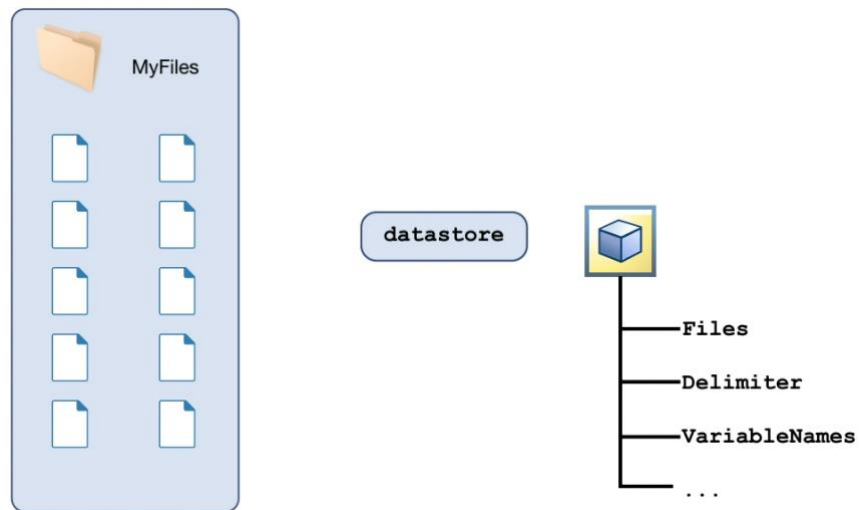 MyFiles
datastore
Files
Delimiter
VariableNames
...